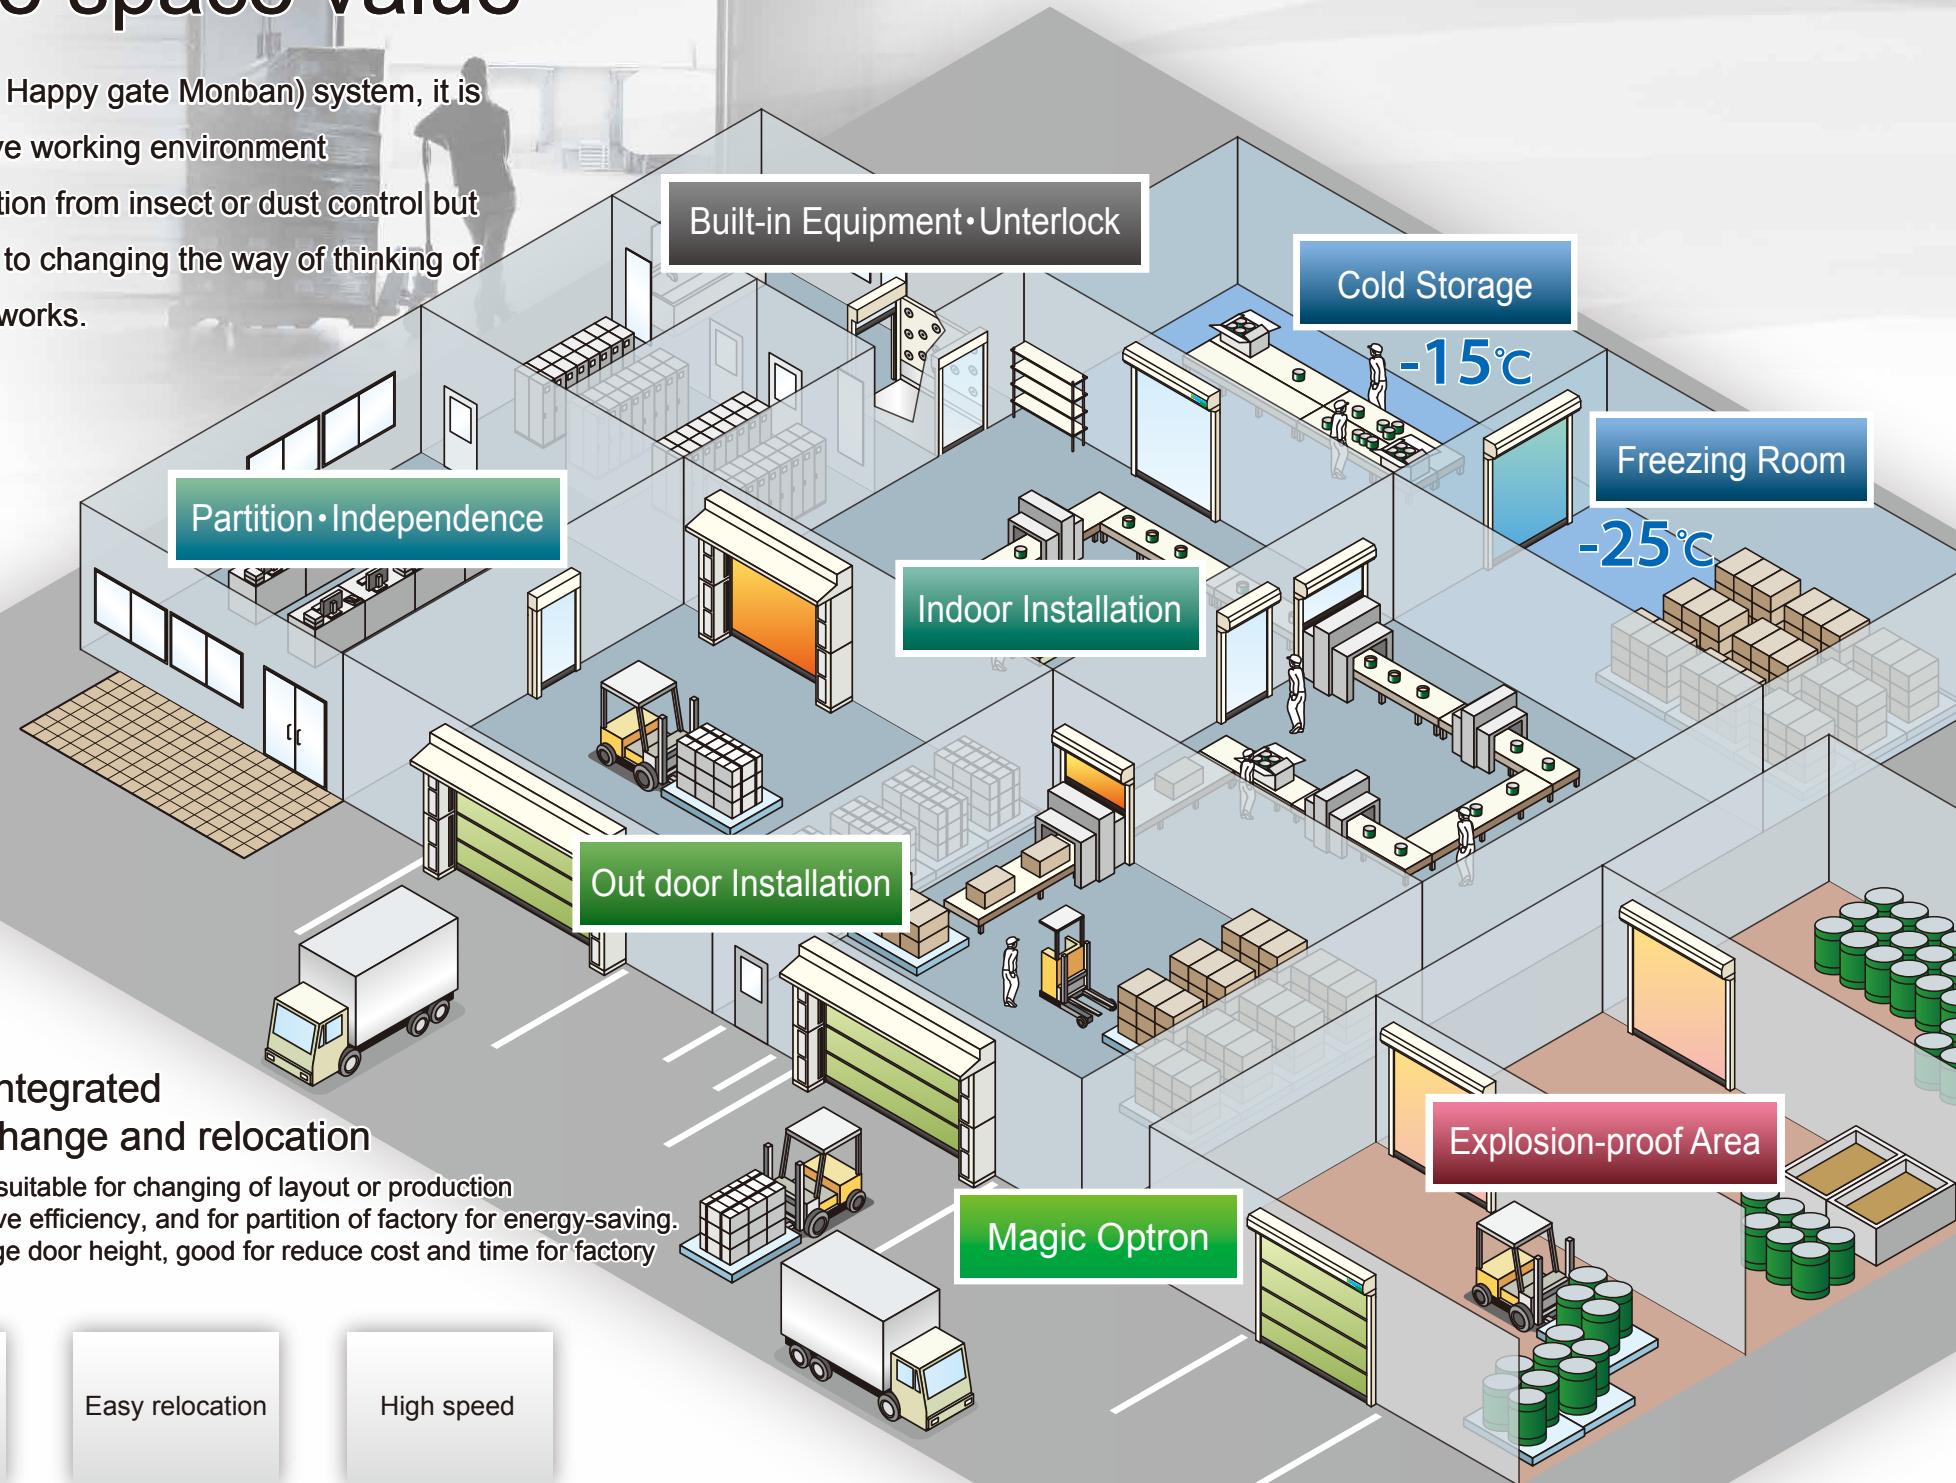 space value
Happy gate Monban) system, it is
working environment
from insect or dust control but
to changing the way of thinking of
works.
Built-in Equipment・Unterlock
Cold Storage
-15℃
Freezing Room
-25℃
Partition・Independence
Indoor Installation
Out door Installation
Explosion-proof Area
Magic Optron
ntegrated
hange and relocation
suitable for changing of layout or production
ve efficiency, and for partition of factory for energy-saving.
ge door height, good for reduce cost and time for factory
Easy relocation
High speed